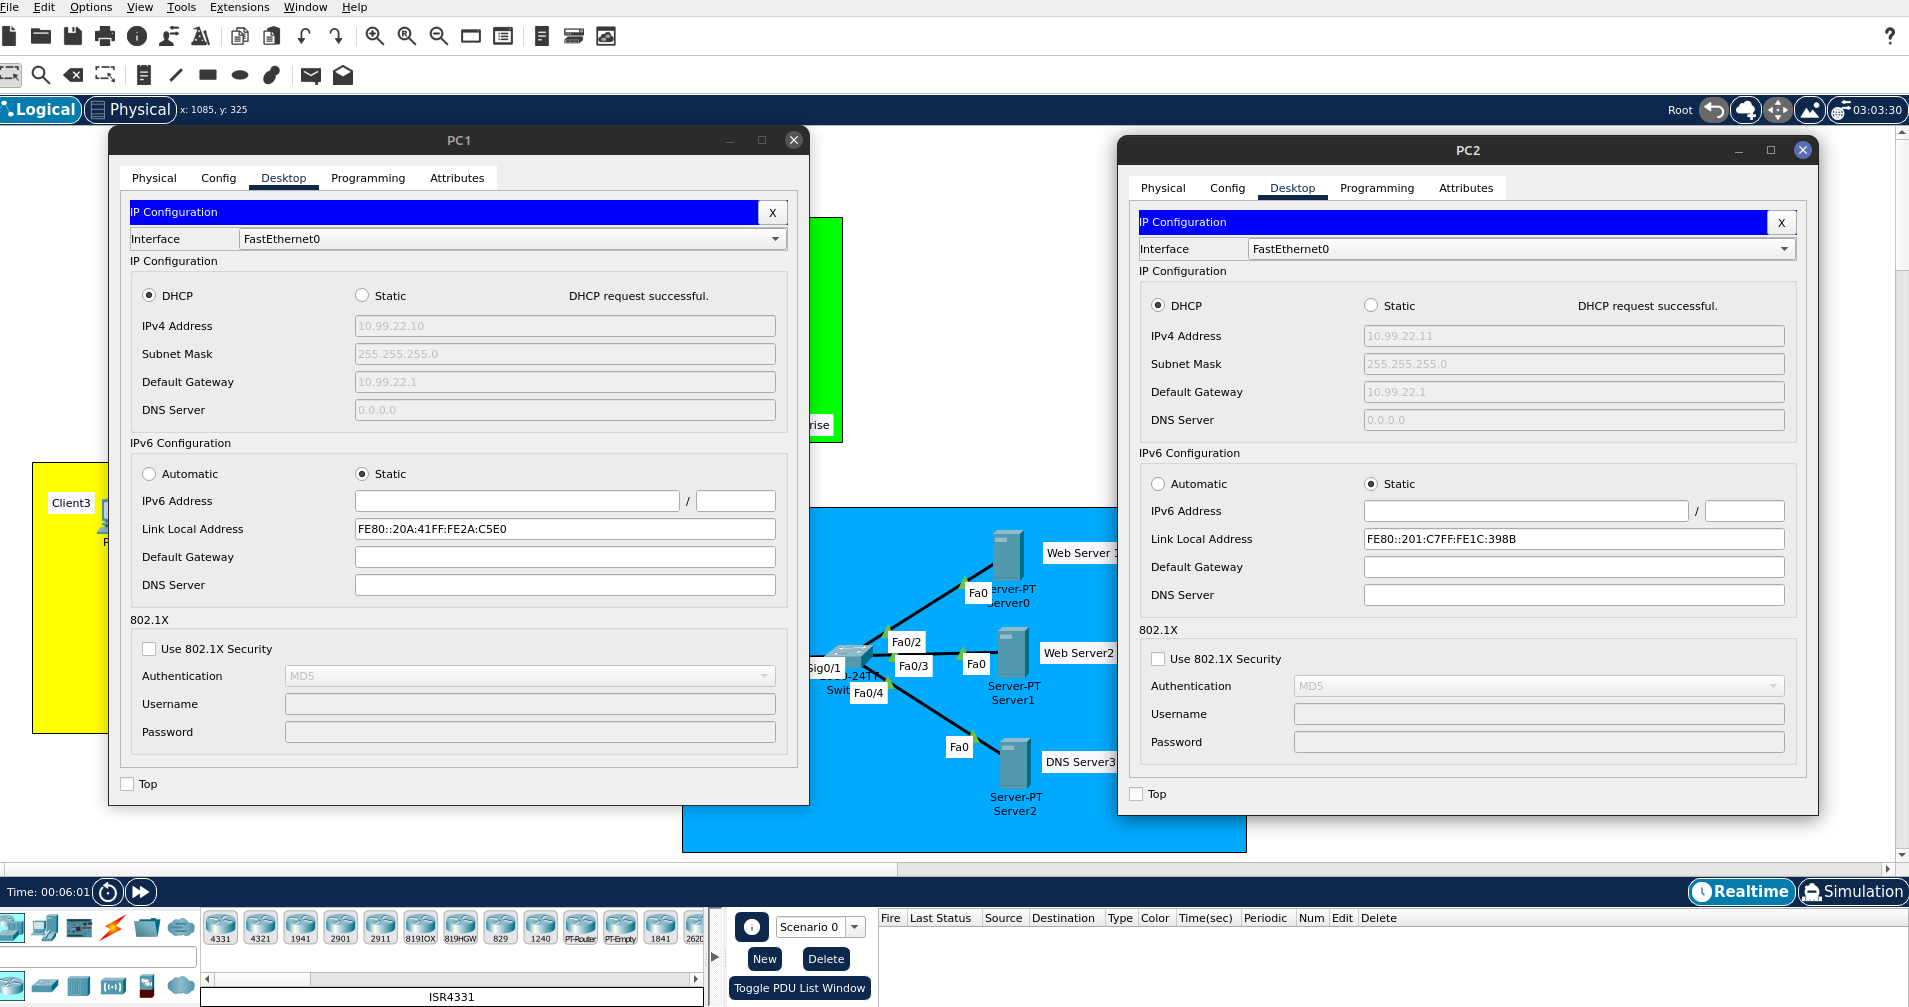 File Edit Options View Tools Extensions Window Help
?
Logical Physical x: 1085, y: 325 Root 03:03:30
PC1
Physical Config Desktop Programming Attributes
IP Configuration X
Interface FastEthernet0
IP Configuration
DHCP Static DHCP request successful.
IPv4 Address 10.99.22.10
Subnet Mask 255.255.255.0
Default Gateway 10.99.22.1
DNS Server 0.0.0.0
IPv6 Configuration
Automatic Static
IPv6 Address /
Link Local Address FE80::20A:41FF:FE2A:C5E0
Default Gateway
DNS Server
802.1X
Use 802.1X Security
Authentication MD5
Username
Password
Top
rise
Client3
P
Web Server 1
Fa0 erver-PT
Server0
Fa0/2
Web Server2
Gig0/1 Fa0/3 Fa0
-24TT
Swit Fa0/4
Server-PT
Server1
Fa0
DNS Server3
Server-PT
Server2
PC2
Physical Config Desktop Programming Attributes
IP Configuration X
Interface FastEthernet0
IP Configuration
DHCP Static DHCP request successful.
IPv4 Address 10.99.22.11
Subnet Mask 255.255.255.0
Default Gateway 10.99.22.1
DNS Server 0.0.0.0
IPv6 Configuration
Automatic Static
IPv6 Address /
Link Local Address FE80::201:C7FF:FE1C:398B
Default Gateway
DNS Server
802.1X
Use 802.1X Security
Authentication MD5
Username
Password
Top
Time: 00:06:01 Realtime Simulation
4331 4321 1941 2901 2911 819IOX 819HGW 829 1240 PT-Router PT-Empty 1841 2620
ISR4331
Scenario 0
New Delete
Toggle PDU List Window
Fire Last Status Source Destination Type Color Time(sec) Periodic Num Edit Delete